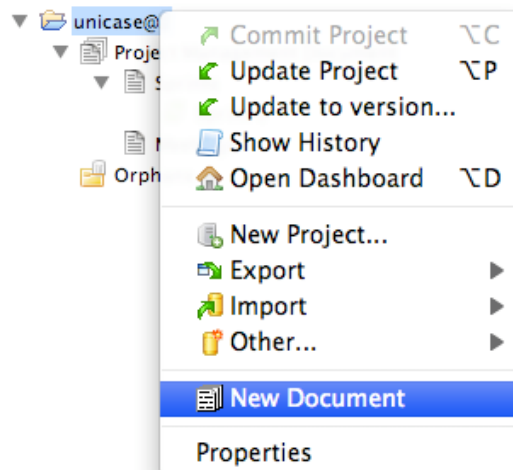 unicase@
Proje
Orph
Commit Project ⌥C
Update Project ⌥P
Update to version...
Show History
Open Dashboard ⌥D
New Project...
Export
Import
Other...
New Document
Properties